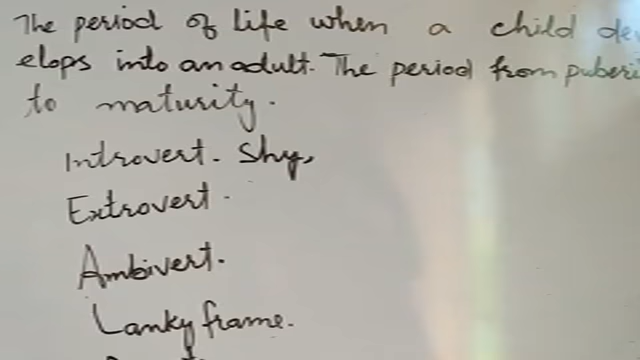 The period of life when a child dev
elops into an adult. The period from puberi
to maturity.
Introvert - Shy,
Extrovert -
Ambivert.
Lanky frame.